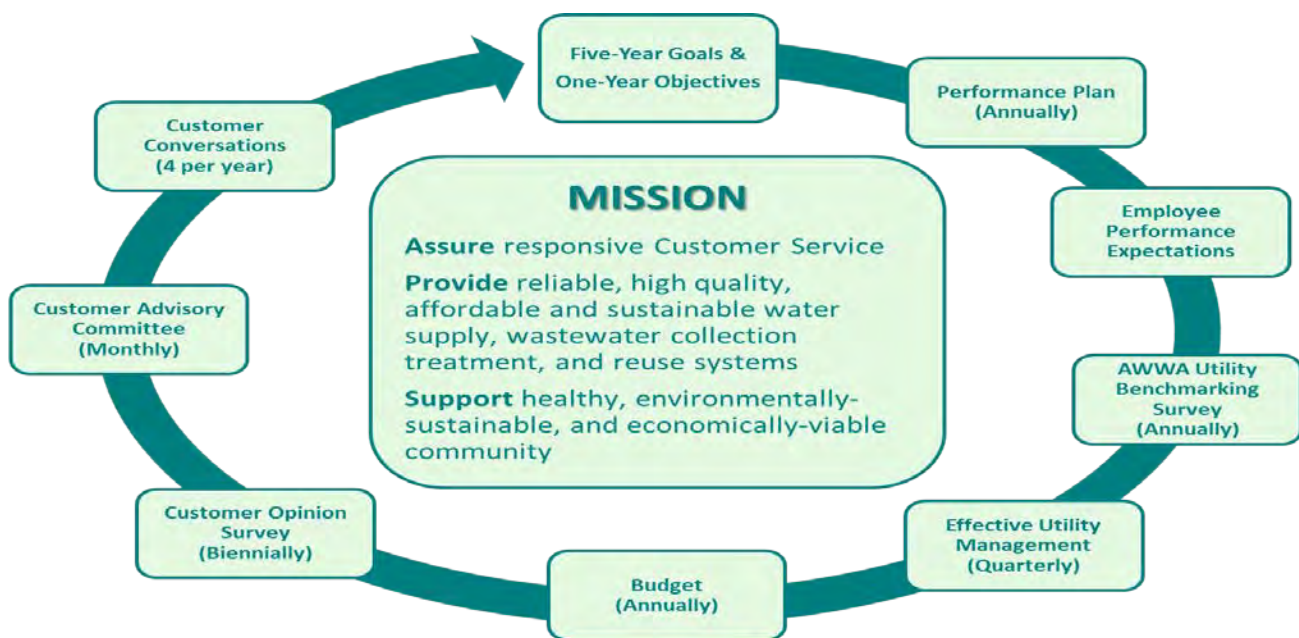 Five-Year Goals &
One-Year Objectives
Performance Plan
(Annually)
Employee
Performance
Expectations
AWWA Utility
Benchmarking
Survey
(Annually)
Effective Utility
Management
(Quarterly)
Budget
(Annually)
Customer Opinion
Survey
(Biennially)
Customer Advisory
Committee
(Monthly)
Customer
Conversations
(4 per year)
MISSION
Assure responsive Customer Service
Provide reliable, high quality,
affordable and sustainable water
supply, wastewater collection
treatment, and reuse systems
Support healthy, environmentally-
sustainable, and economically-viable
community